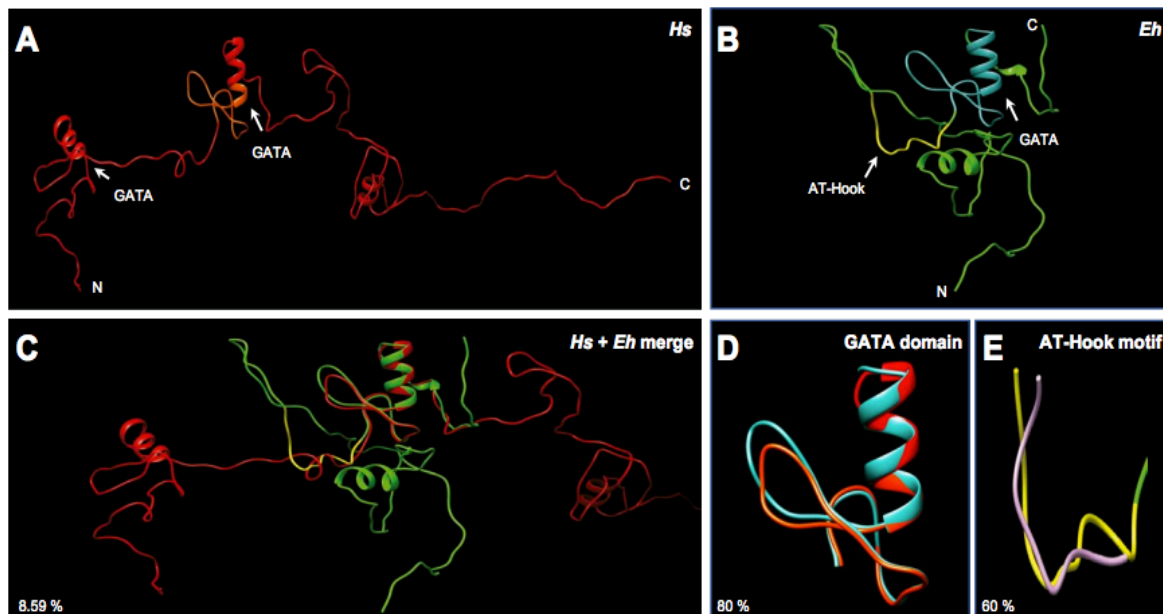 A
Hs
GATA
GATA
N
C
B
Eh
C
GATA
AT-Hook
N
C
Hs + Eh merge
8.59 %
D
GATA domain
80 %
E
AT-Hook motif
60 %